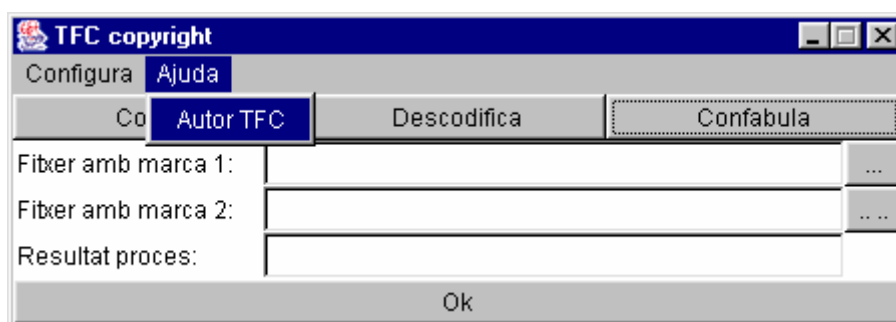 TFC copyright
Configura Ajuda
Co Autor TFC Descodifica Confabula
Fitxer amb marca 1: ...
Fitxer amb marca 2: .. ..
Resultat proces:
Ok